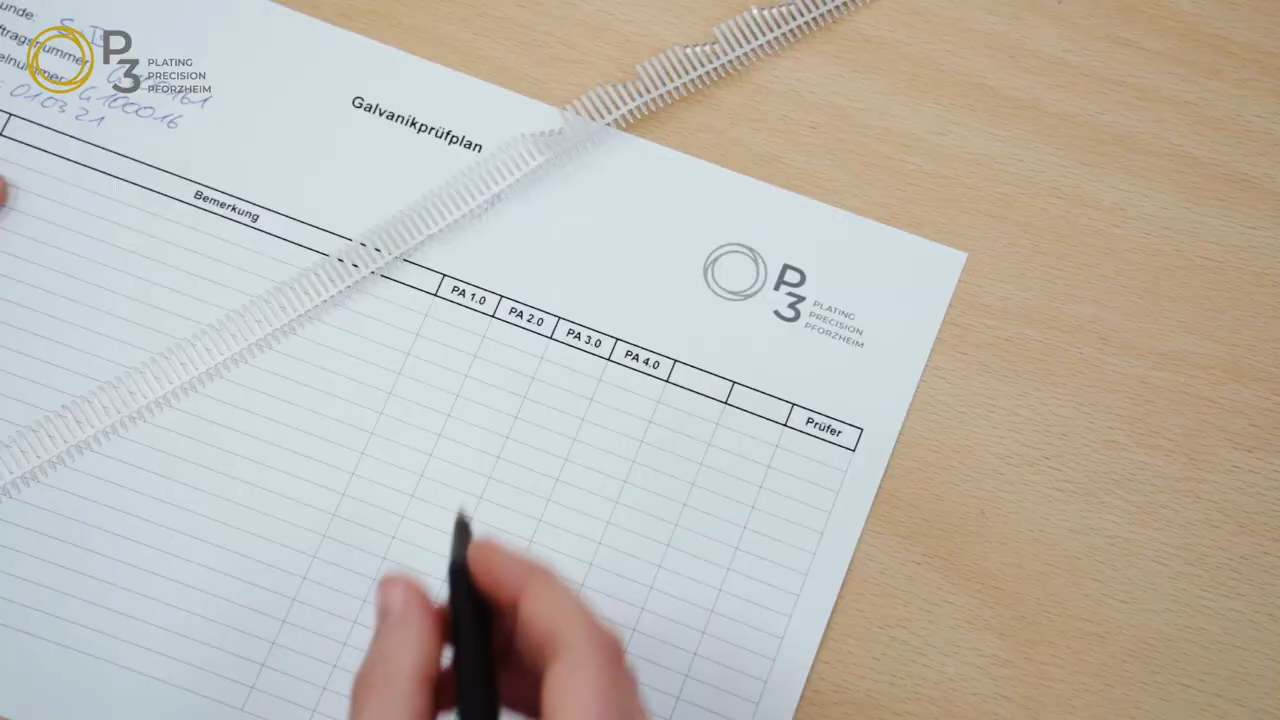 P3 PLATING
PRECISION
PFORZHEIM
010321
Galvanikprüfplan
Bemerkung
PA 1.0
PA 2.0
PA 3.0
PA 4.0
Prüfer
P3 PLATING
PRECISION
PFORZHEIM